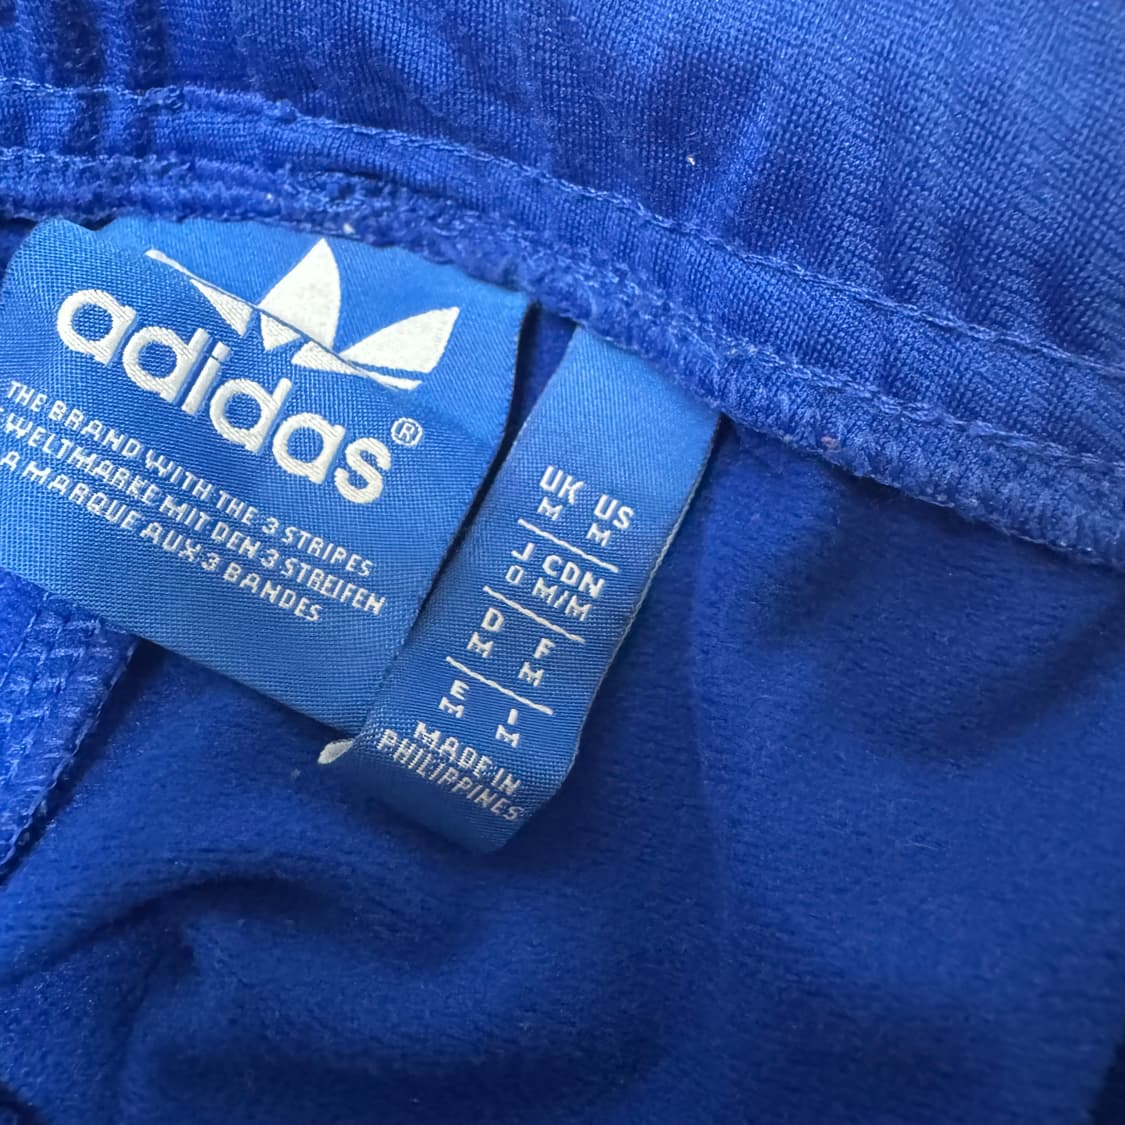 adidas®
THE BRAND WITH THE 3 STRIPES
WELTMARKE MIT DEN 3 STREIFEN
LA MARQUE AUX 3 BANDES
UK US
M M
J CDN
O M/M
D F
M M
E I
M M
MADE IN
PHILIPPINES